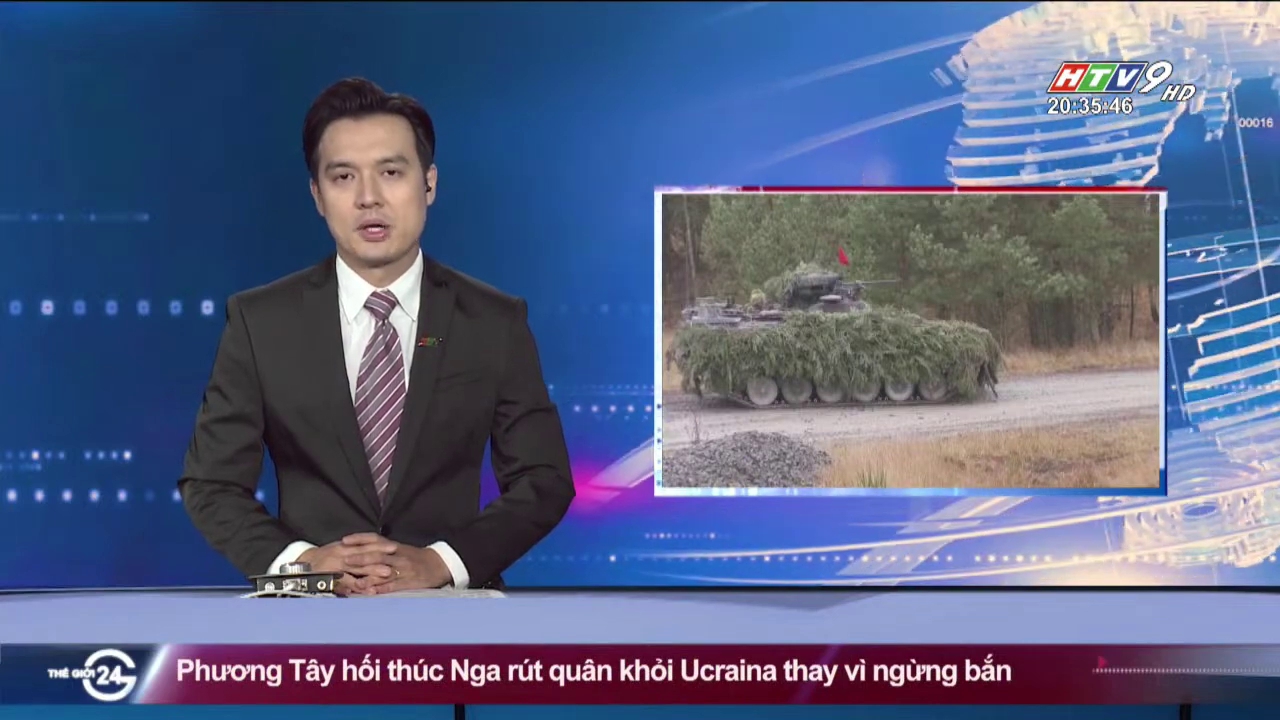 HTV9 HD
20:35:46
00016
THẾ GIỚI 24G
Phương Tây hối thúc Nga rút quân khỏi Ucraina thay vì ngừng bắn